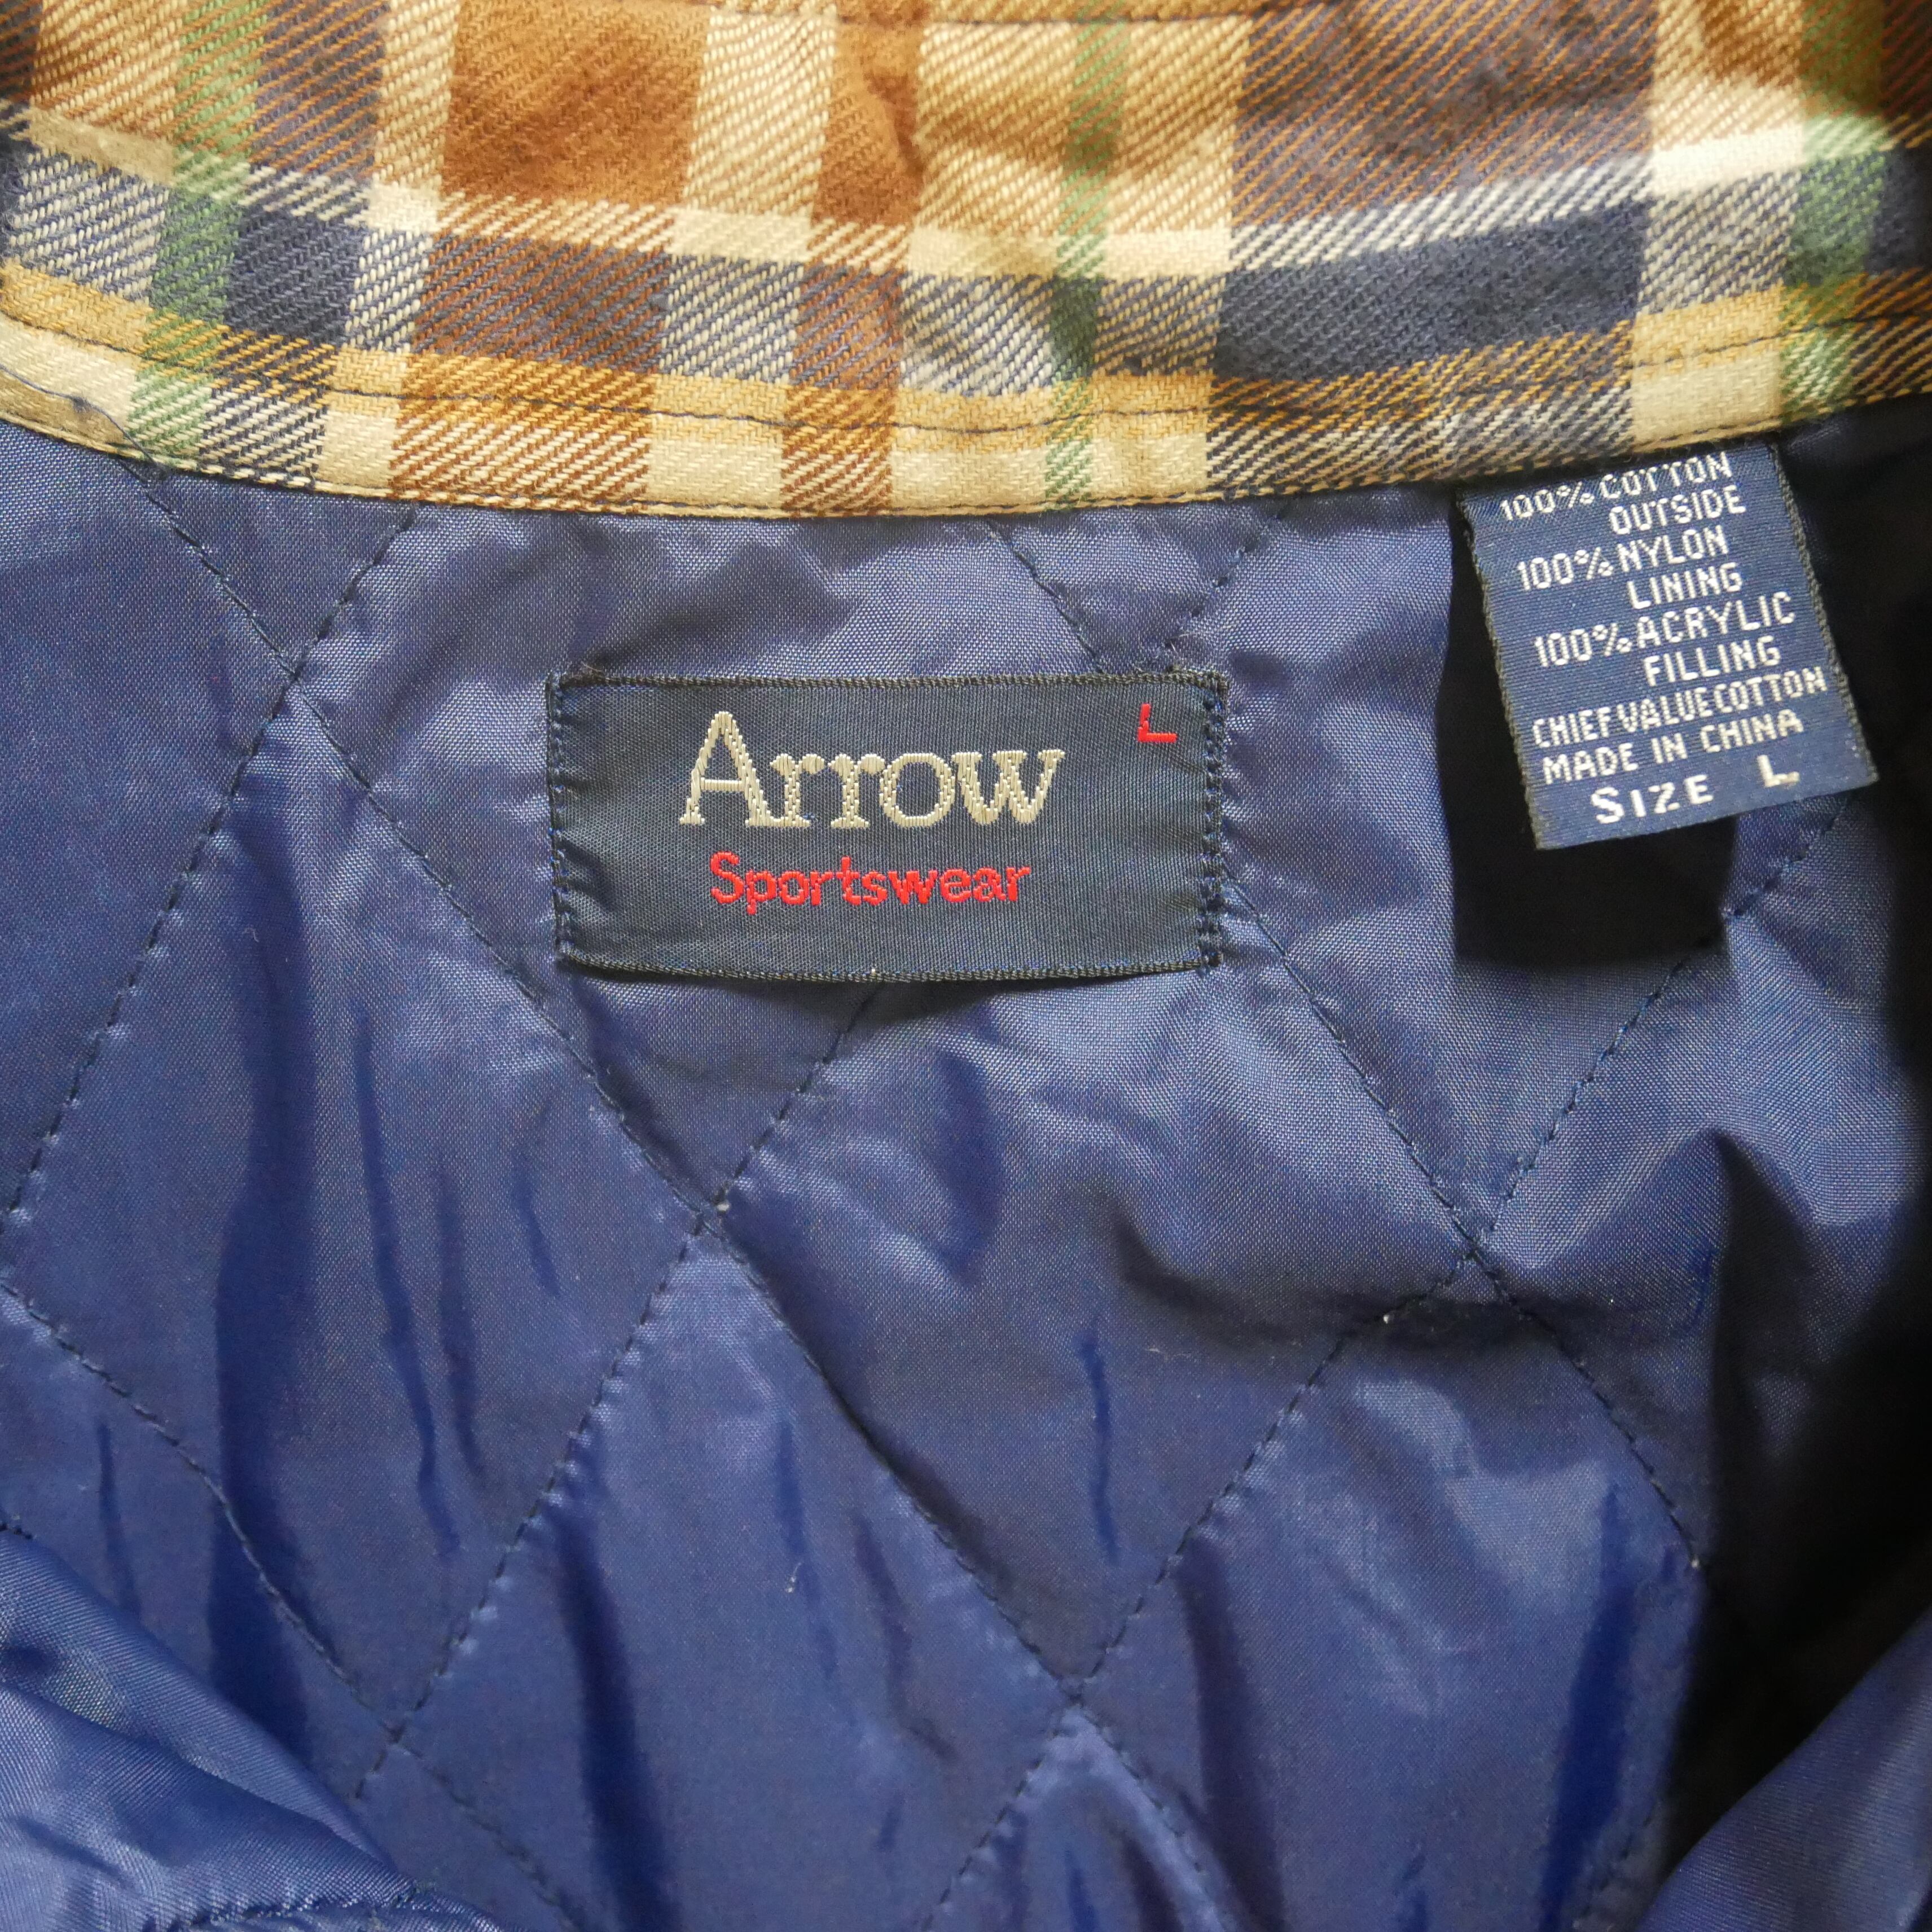 Arrow
L
Sportswear
100% COTTON
OUTSIDE
100% NYLON
LINING
100% ACRYLIC
FILLING
CHIEF VALUE COTTON
MADE IN CHINA
SIZE L